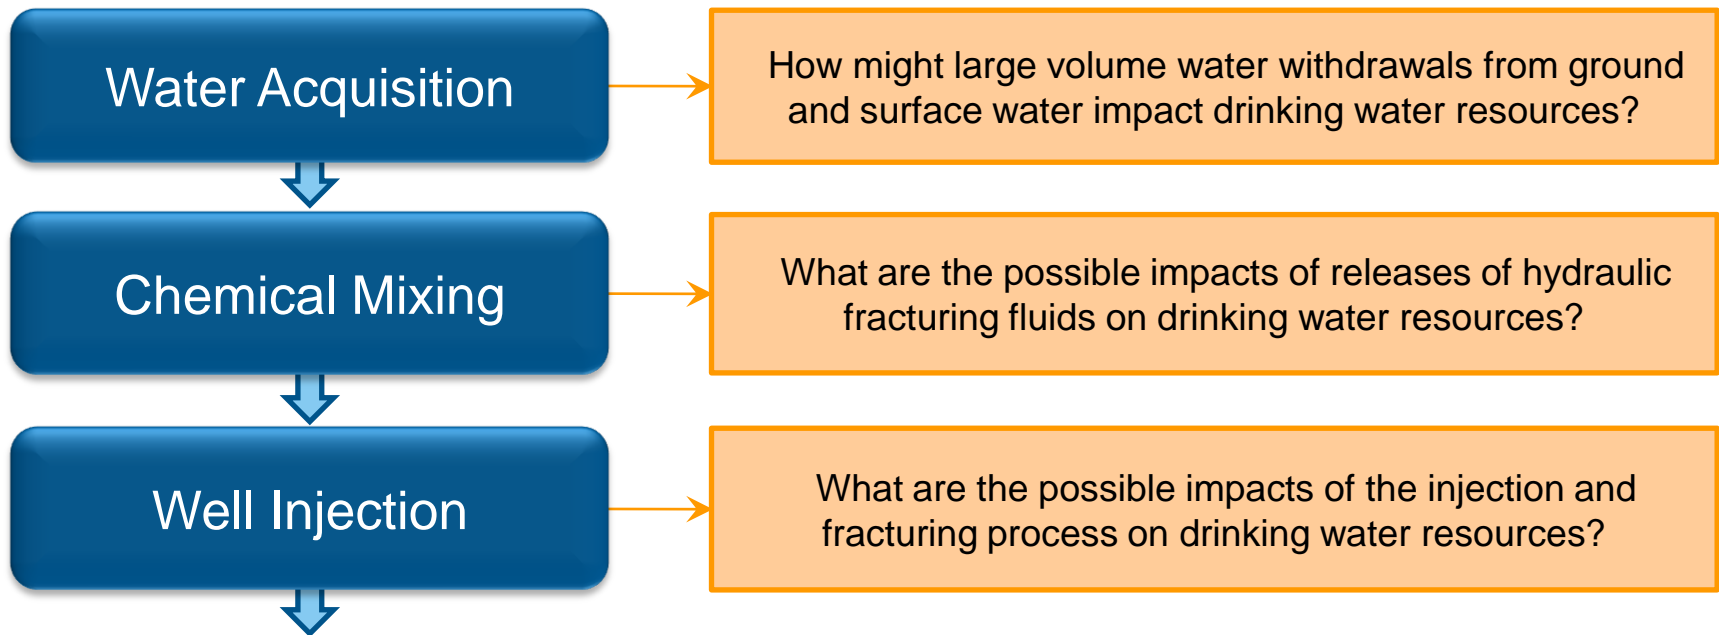 Water Acquisition
How might large volume water withdrawals from ground
and surface water impact drinking water resources?
Chemical Mixing
What are the possible impacts of releases of hydraulic
fracturing fluids on drinking water resources?
Well Injection
What are the possible impacts of the injection and
fracturing process on drinking water resources?